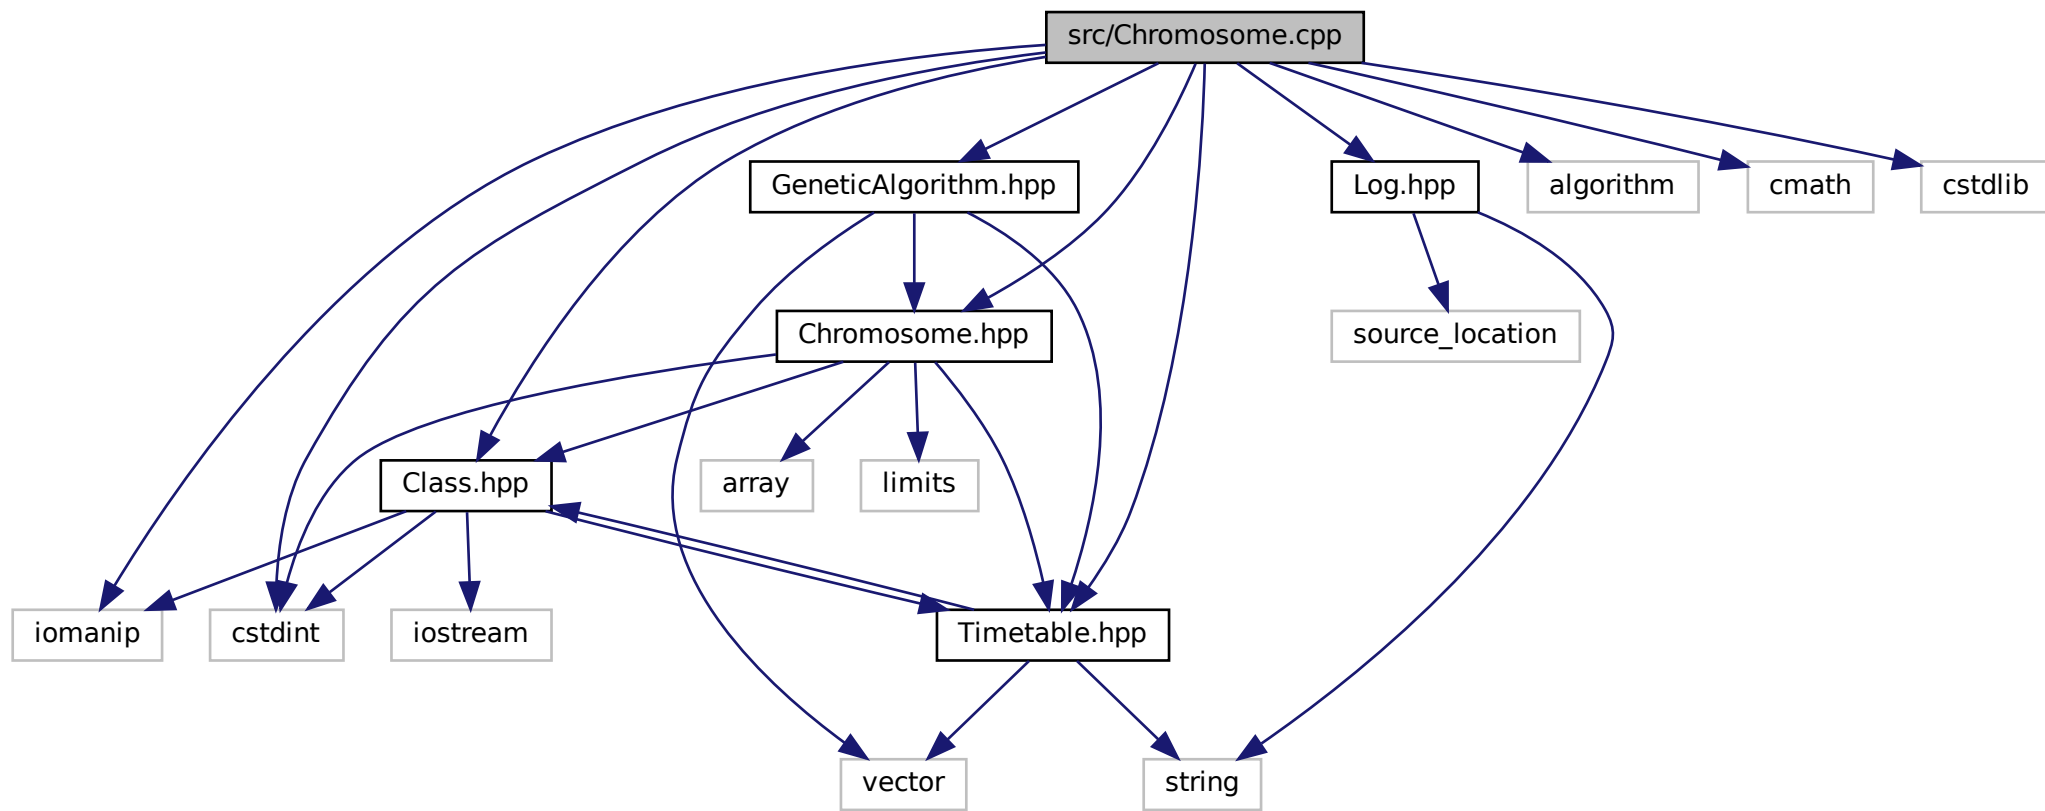 src/Chromosome.cpp
GeneticAlgorithm.hpp
Log.hpp
algorithm
cmath
cstdlib
Chromosome.hpp
source_location
Class.hpp
array
limits
iomanip
cstdint
iostream
Timetable.hpp
vector
string